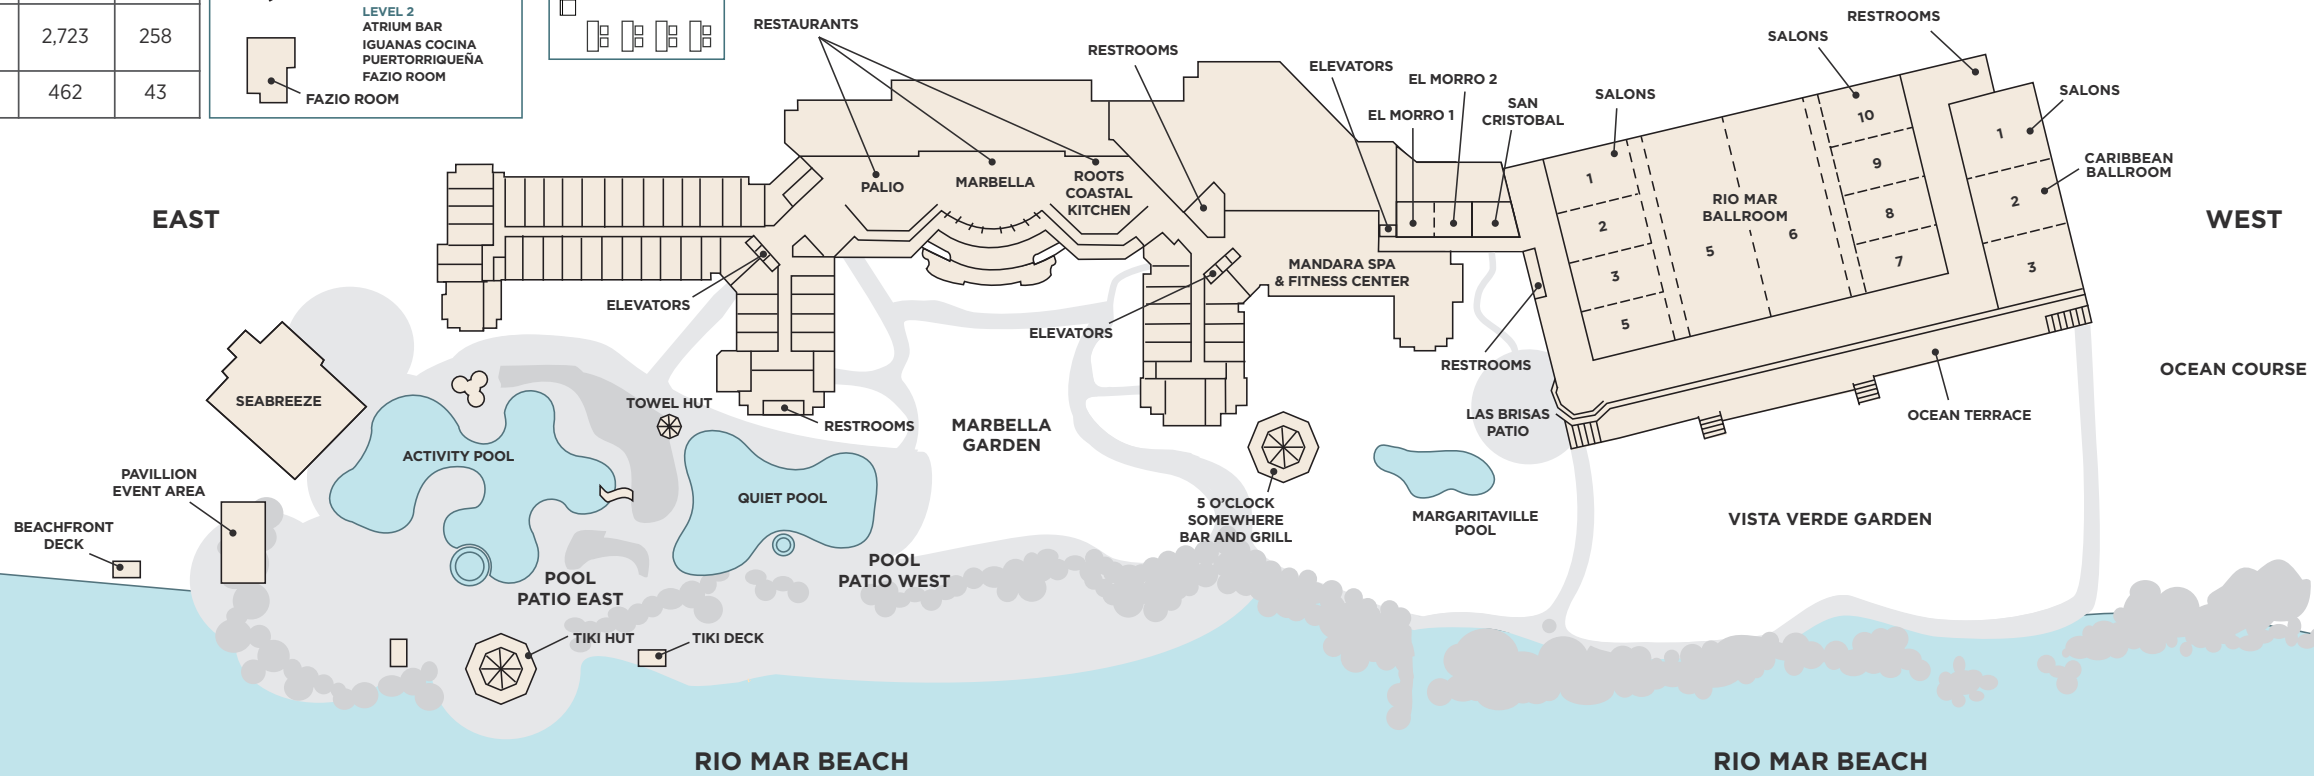 2,723
258
462
43
LEVEL 2
ATRIUM BAR
IGUANAS COCINA
PUERTORRIQUEÑA
FAZIO ROOM
FAZIO ROOM
RESTAURANTS
RESTROOMS
ELEVATORS
EL MORRO 2
EL MORRO 1
SAN
CRISTOBAL
SALONS
SALONS
RESTROOMS
SALONS
CARIBBEAN
BALLROOM
EAST
WEST
PALIO
MARBELLA
ROOTS
COASTAL
KITCHEN
1
2
3
5
RIO MAR
BALLROOM
5
6
10
9
8
7
1
2
3
ELEVATORS
ELEVATORS
MANDARA SPA
& FITNESS CENTER
RESTROOMS
OCEAN COURSE
SEABREEZE
TOWEL HUT
RESTROOMS
MARBELLA
GARDEN
LAS BRISAS
PATIO
OCEAN TERRACE
ACTIVITY POOL
QUIET POOL
PAVILLION
EVENT AREA
BEACHFRONT
DECK
5 O'CLOCK
SOMEWHERE
BAR AND GRILL
MARGARITAVILLE
POOL
VISTA VERDE GARDEN
POOL
PATIO EAST
POOL
PATIO WEST
TIKI HUT
TIKI DECK
RIO MAR BEACH
RIO MAR BEACH